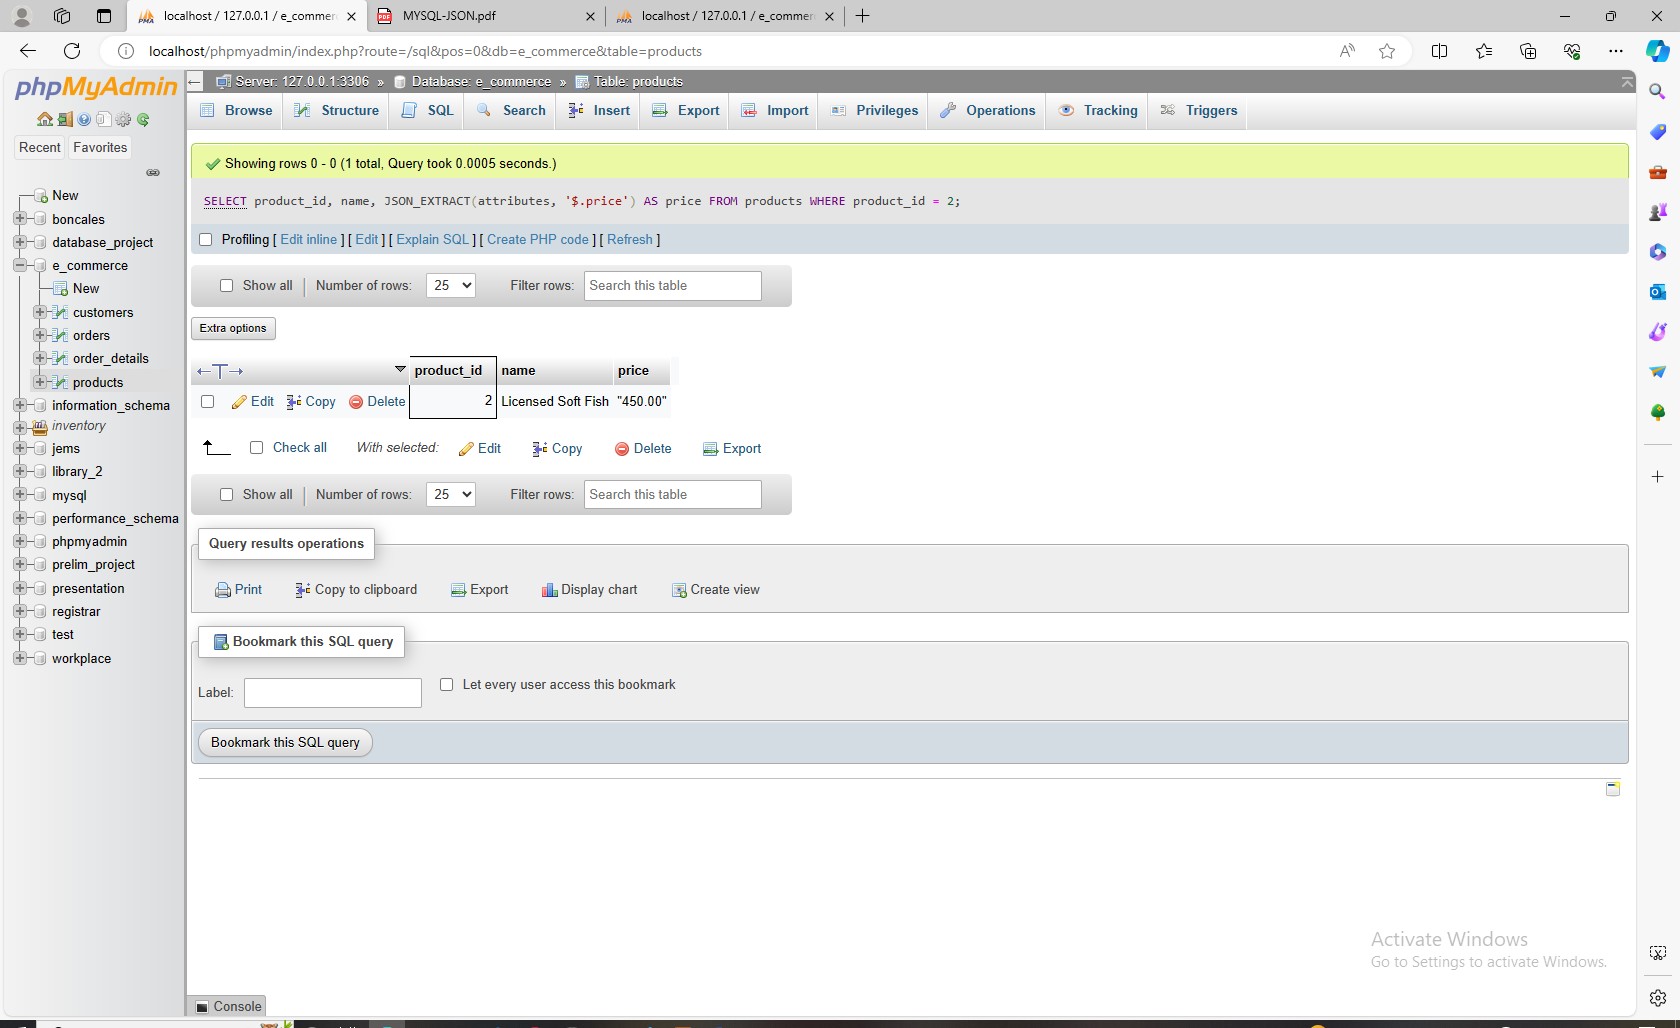 localhost / 127.0.0.1 / e_commer
MYSQL-JSON.pdf
localhost / 127.0.0.1 / e_commer
localhost/phpmyadmin/index.php?route=/sql&pos=0&db=e_commerce&table=products
phpMyAdmin
Server: 127.0.0.1:3306 » Database: e_commerce » Table: products
Browse Structure SQL Search Insert Export Import Privileges Operations Tracking Triggers
Recent Favorites
New
boncales
database_project
e_commerce
New
customers
orders
order_details
products
information_schema
inventory
jems
library_2
mysql
performance_schema
phpmyadmin
prelim_project
presentation
registrar
test
workplace
Showing rows 0 - 0 (1 total, Query took 0.0005 seconds.)
SELECT product_id, name, JSON_EXTRACT(attributes, '$.price') AS price FROM products WHERE product_id = 2;
Profiling [ Edit inline ] [ Edit ] [ Explain SQL ] [ Create PHP code ] [ Refresh ]
Show all Number of rows: 25 Filter rows: Search this table
Extra options
←T→ product_id name price
Edit Copy Delete 2 Licensed Soft Fish "450.00"
Check all With selected: Edit Copy Delete Export
Show all Number of rows: 25 Filter rows: Search this table
Query results operations
Print Copy to clipboard Export Display chart Create view
Bookmark this SQL query
Label: Let every user access this bookmark
Bookmark this SQL query
Activate Windows
Go to Settings to activate Windows.
Console